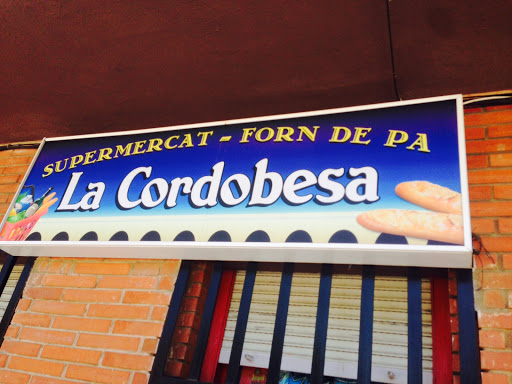 SUPERMERCAT - FORN DE PA
La Cordobesa